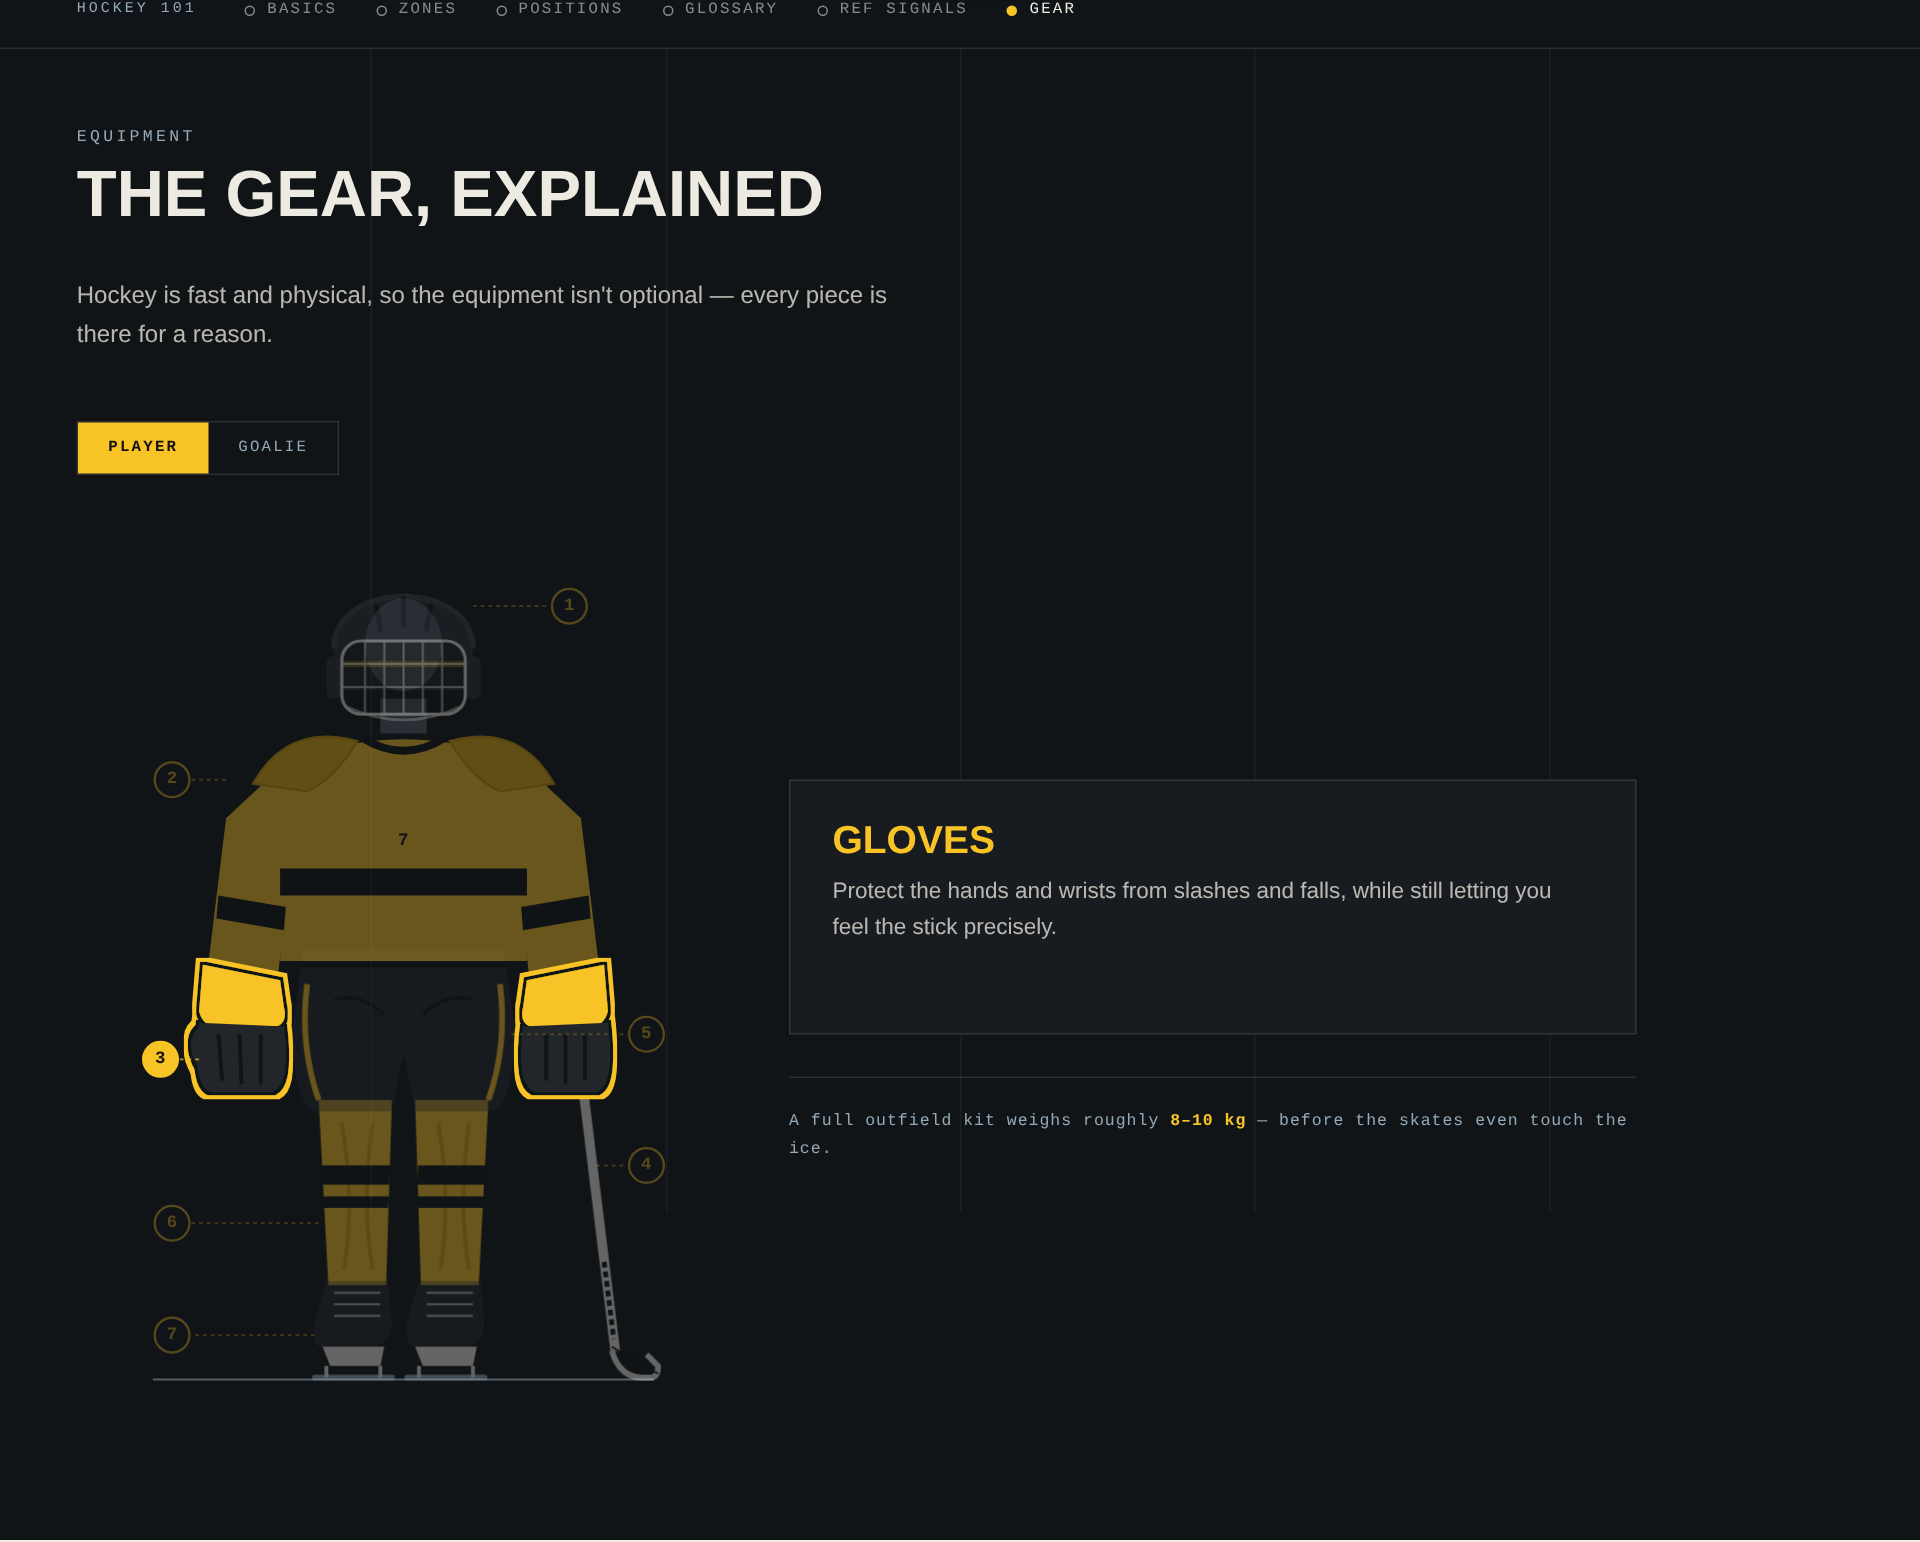 HOCKEY 101 BASICS ZONES POSITIONS GLOSSARY REF SIGNALS GEAR
EQUIPMENT
THE GEAR, EXPLAINED
Hockey is fast and physical, so the equipment isn't optional — every piece is
there for a reason.
PLAYER GOALIE
1
2
7
3
5
4
6
7
GLOVES
Protect the hands and wrists from slashes and falls, while still letting you
feel the stick precisely.
A full outfield kit weighs roughly 8–10 kg — before the skates even touch the
ice.